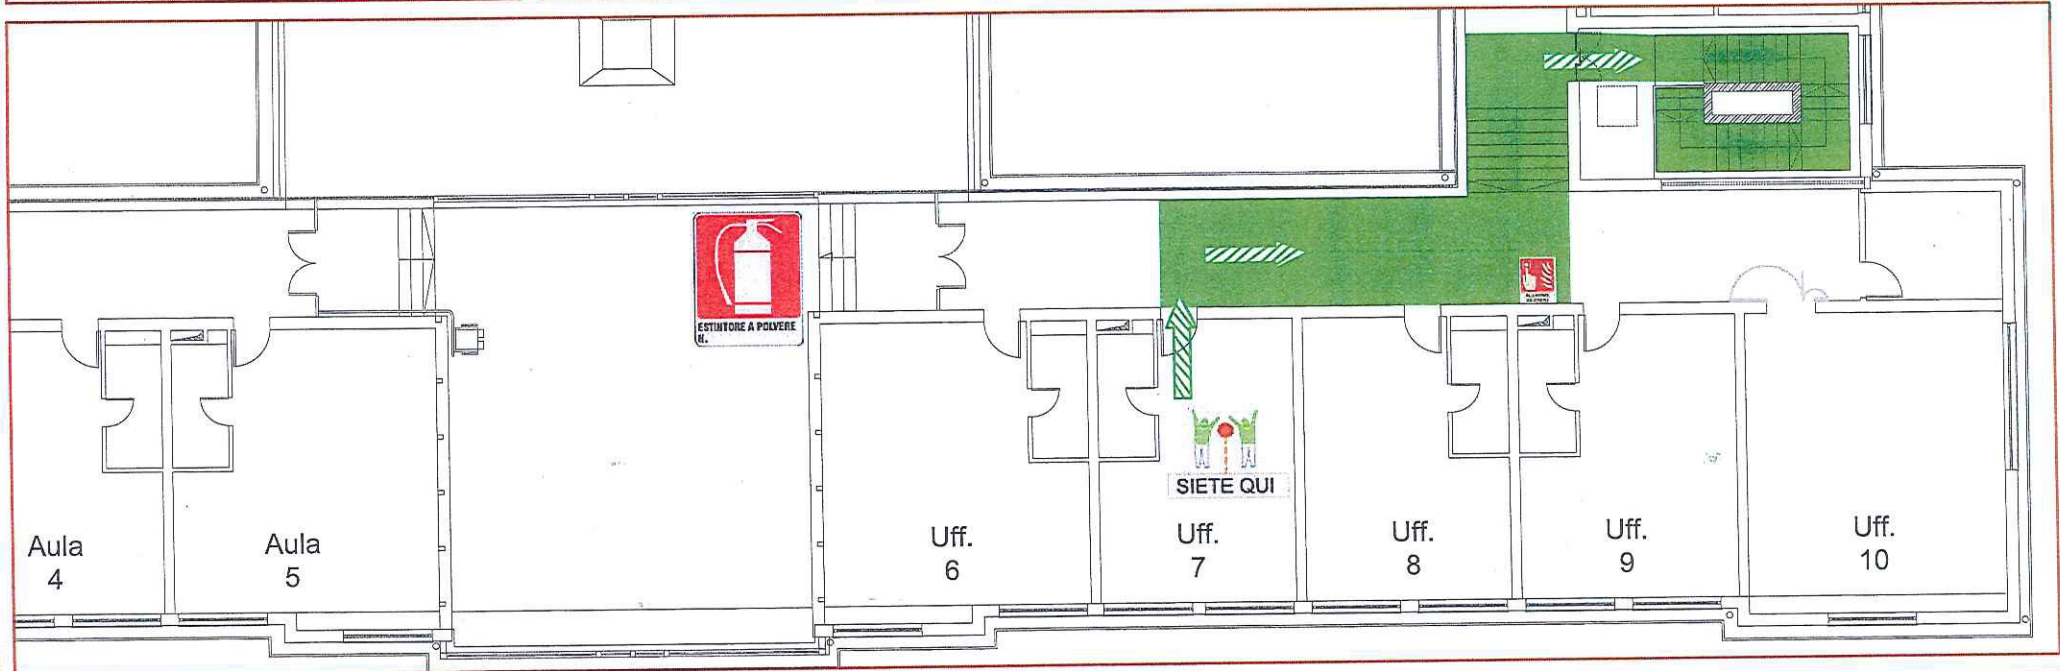 ESTINTORE A POLVERE
N.
SIETE QUI
Aula
4
Aula
5
Uff.
6
Uff.
7
Uff.
8
Uff.
9
Uff.
10